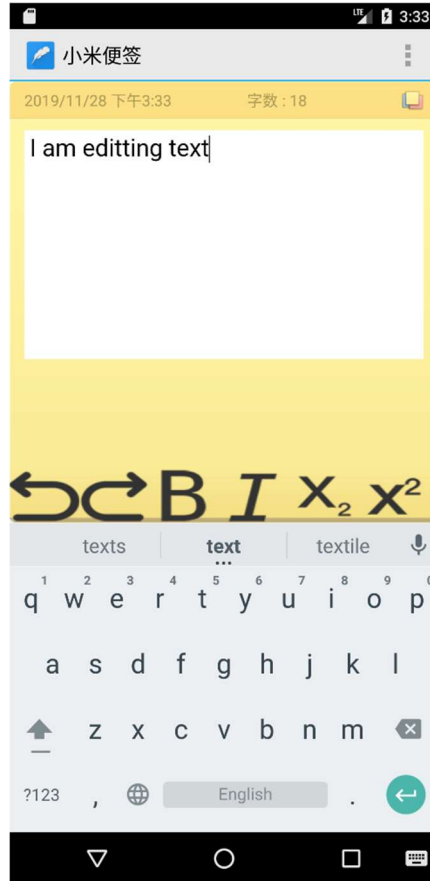 LTE 3:33
小米便签
2019/11/28 下午3:33 字数 : 18
I am editting text
B I X₂ X²
texts text textile
1 2 3 4 5 6 7 8 9 0
q w e r t y u i o p
a s d f g h j k l
z x c v b n m
?123 , English .